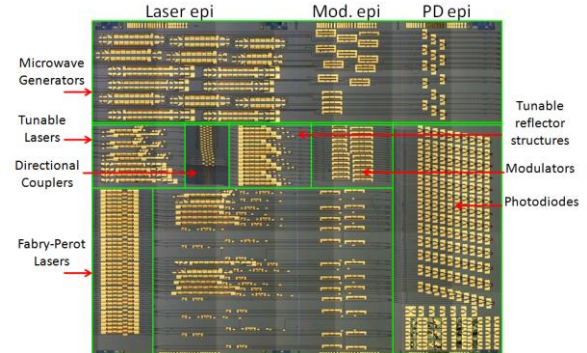 Laser epi
Mod. epi
PD epi
Microwave
Generators
Tunable
Lasers
Directional
Couplers
Fabry-Perot
Lasers
Tunable
reflector
structures
Modulators
Photodiodes